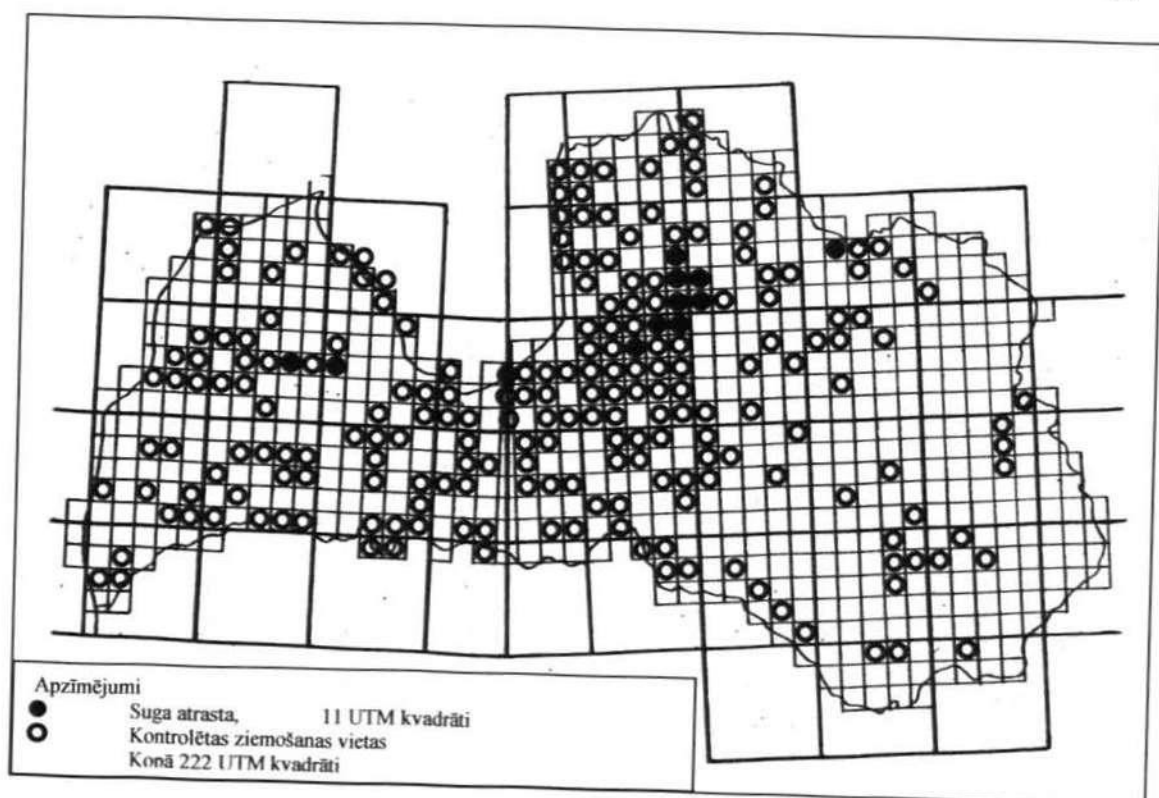 Apzīmējumi
Suga atrasta, 11 UTM kvadrāti
Kontrolētas ziemošanas vietas
Konā 222 UTM kvadrāti